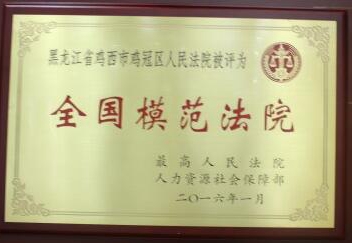 黑龙江省鸡西市鸡冠区人民法院被评为
全国模范法院
最高人民法院
人力资源社会保障部
二〇一六年一月